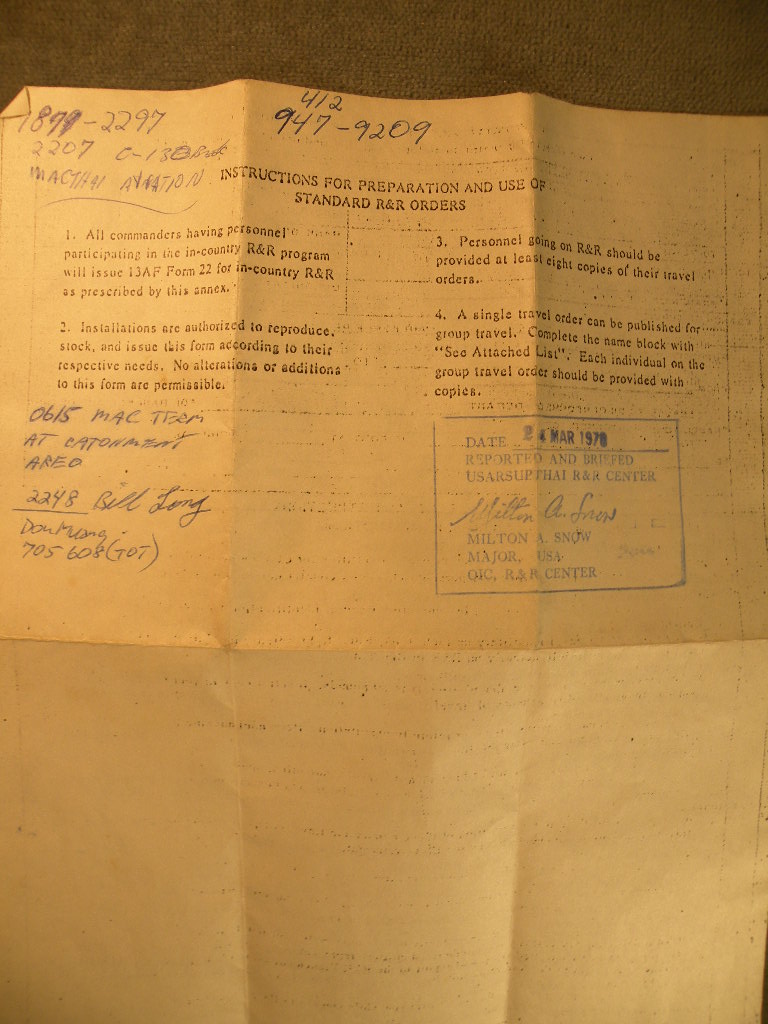 1899-2297
412
947-9209
2207 C-130
MACTHAI AVIATION
INSTRUCTIONS FOR PREPARATION AND USE OF
STANDARD R&R ORDERS
1. All commanders having personnel
participating in the in-country R&R program
will issue 13AF Form 22 for in-country R&R
as prescribed by this annex.
2. Installations are authorized to reproduce,
stock, and issue this form according to their
respective needs. No alterations or additions
to this form are permissible.
3. Personnel going on R&R should be
provided at least eight copies of their travel
orders.
4. A single travel order can be published for
group travel. Complete the name block with
"See Attached List". Each individual on the
group travel order should be provided with
copies.
0615 MAC TERM
AT CATONMENT
AREA
2248 Bill Long
Don Muang
705 608 (TOT)
DATE 24 MAR 1970
REPORTED AND BRIEFED
USARSUPTHAI R&R CENTER
Milton A. Snow
MILTON A. SNOW
MAJOR, USA
OIC, R&R CENTER